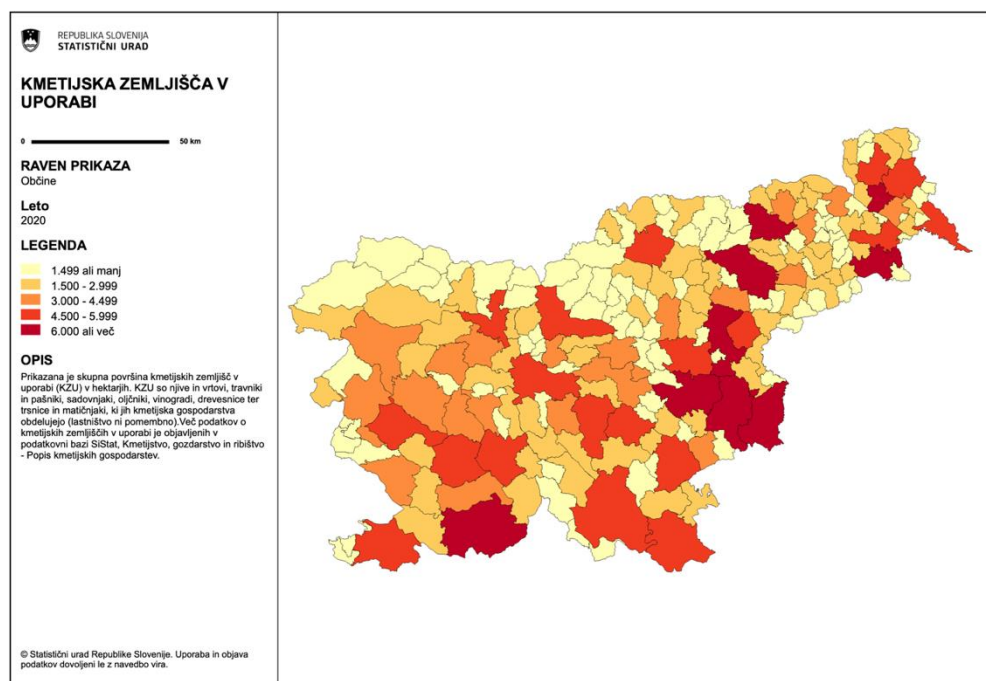 REPUBLIKA SLOVENIJA
STATISTIČNI URAD
KMETIJSKA ZEMLJIŠČA V
UPORABI
0 50 km
RAVEN PRIKAZA
Občine
Leto
2020
LEGENDA
1.499 ali manj
1.500 - 2.999
3.000 - 4.499
4.500 - 5.999
6.000 ali več
OPIS
Prikazana je skupna površina kmetijskih zemljišč v
uporabi (KZU) v hektarjih. KZU so njive in vrtovi, travniki
in pašniki, sadovnjaki, oljčniki, vinogradi, drevesnice ter
trsnice in matičnjaki, ki jih kmetijska gospodarstva
obdelujejo (lastništvo ni pomembno).Več podatkov o
kmetijskih zemljiščih v uporabi je objavljenih v
podatkovni bazi SiStat, Kmetijstvo, gozdarstvo in ribištvo
- Popis kmetijskih gospodarstev.
© Statistični urad Republike Slovenije. Uporaba in objava
podatkov dovoljeni le z navedbo vira.